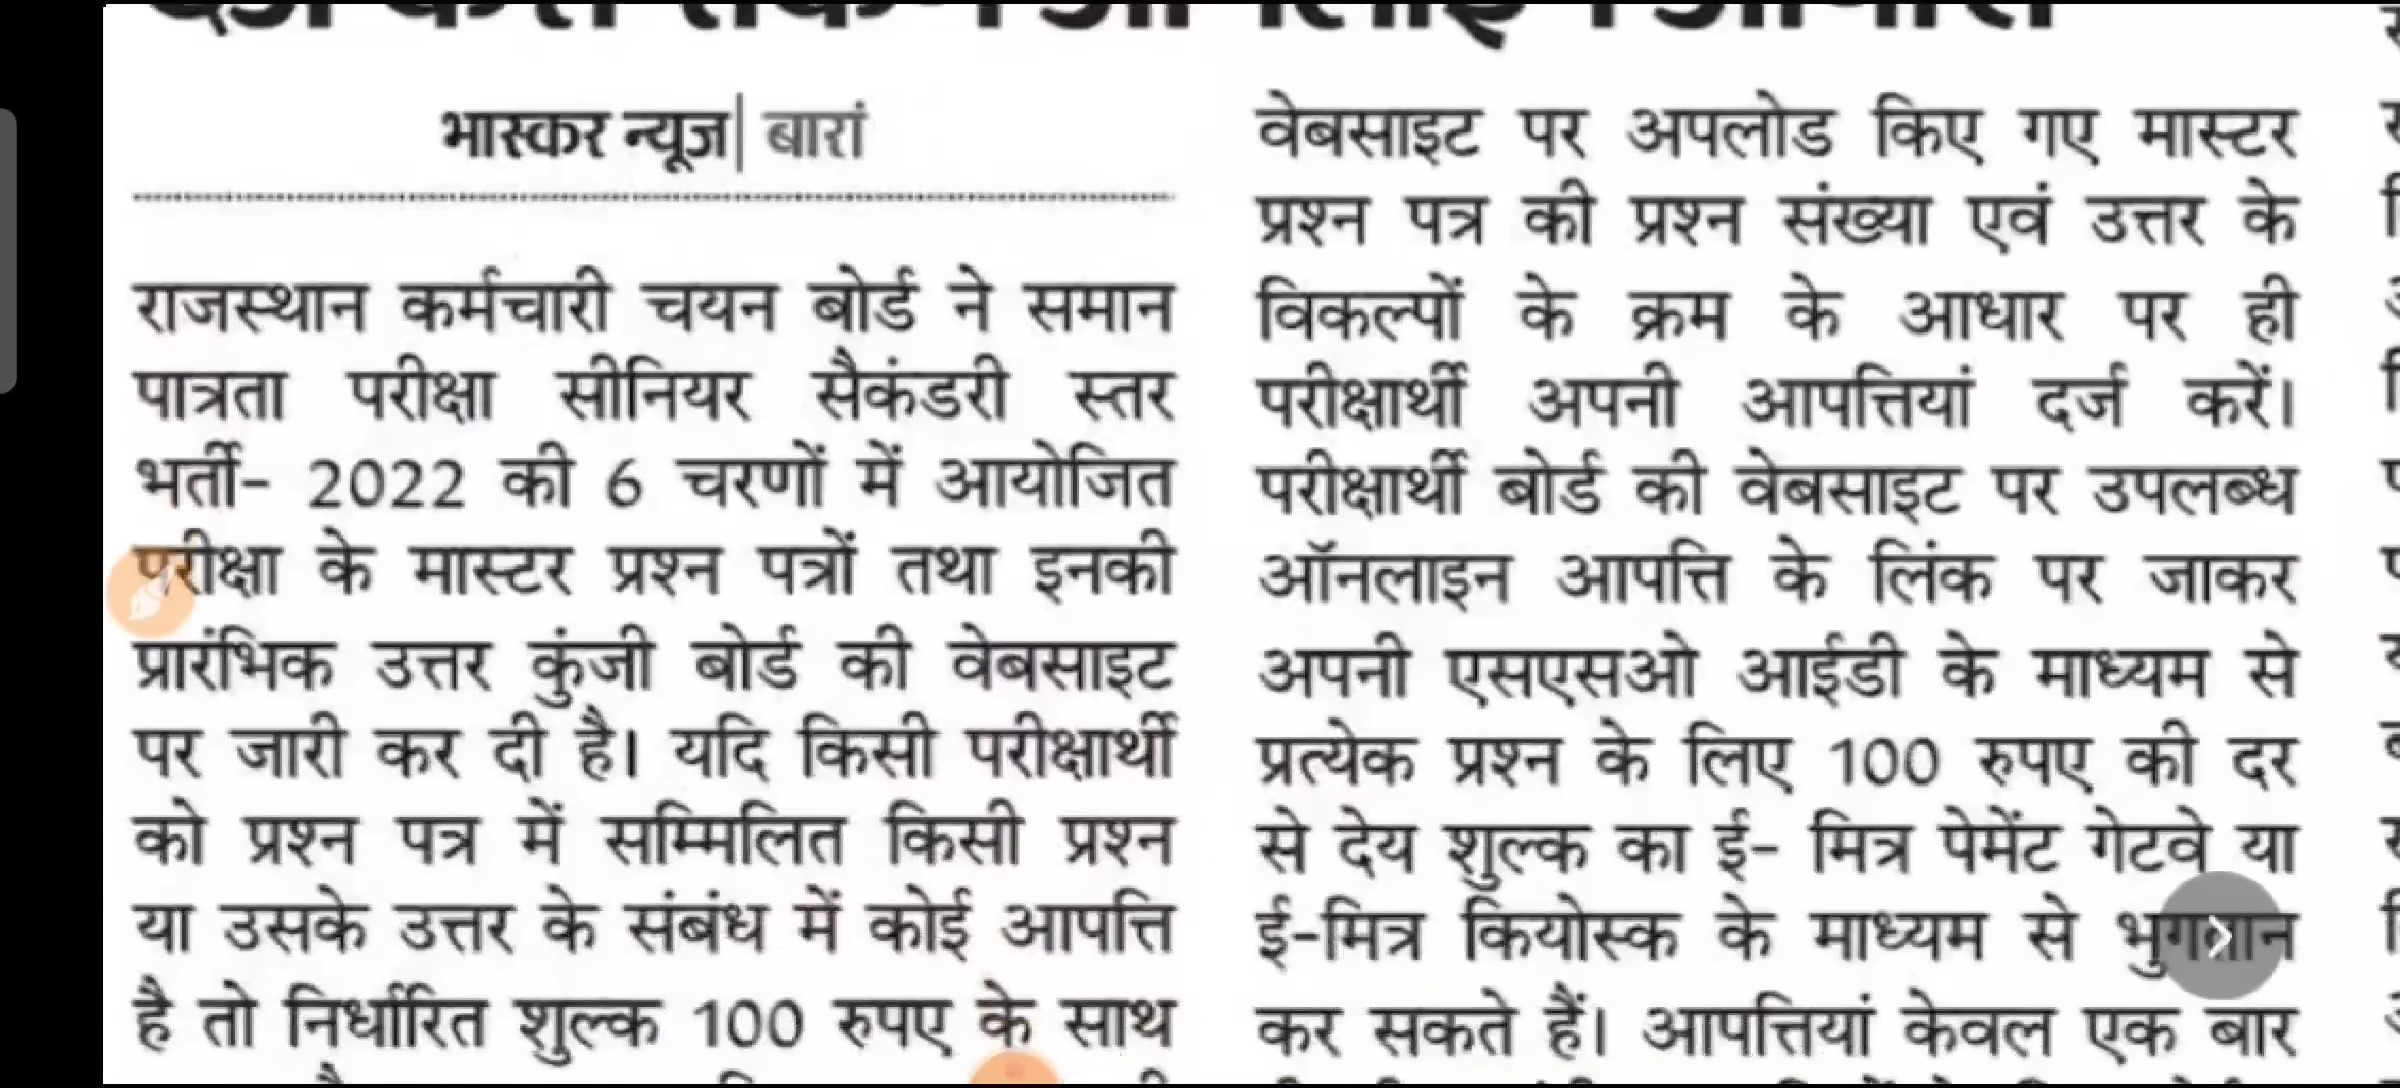 भास्कर न्यूज| बारां
राजस्थान कर्मचारी चयन बोर्ड ने समान
पात्रता परीक्षा सीनियर सैकंडरी स्तर
भर्ती- 2022 की 6 चरणों में आयोजित
परीक्षा के मास्टर प्रश्न पत्रों तथा इनकी
प्रारंभिक उत्तर कुंजी बोर्ड की वेबसाइट
पर जारी कर दी है। यदि किसी परीक्षार्थी
को प्रश्न पत्र में सम्मिलित किसी प्रश्न
या उसके उत्तर के संबंध में कोई आपत्ति
है तो निर्धारित शुल्क 100 रुपए के साथ
वेबसाइट पर अपलोड किए गए मास्टर
प्रश्न पत्र की प्रश्न संख्या एवं उत्तर के
विकल्पों के क्रम के आधार पर ही
परीक्षार्थी अपनी आपत्तियां दर्ज करें।
परीक्षार्थी बोर्ड की वेबसाइट पर उपलब्ध
ऑनलाइन आपत्ति के लिंक पर जाकर
अपनी एसएसओ आईडी के माध्यम से
प्रत्येक प्रश्न के लिए 100 रुपए की दर
से देय शुल्क का ई- मित्र पेमेंट गेटवे या
ई-मित्र कियोस्क के माध्यम से भुगतान
कर सकते हैं। आपत्तियां केवल एक बार